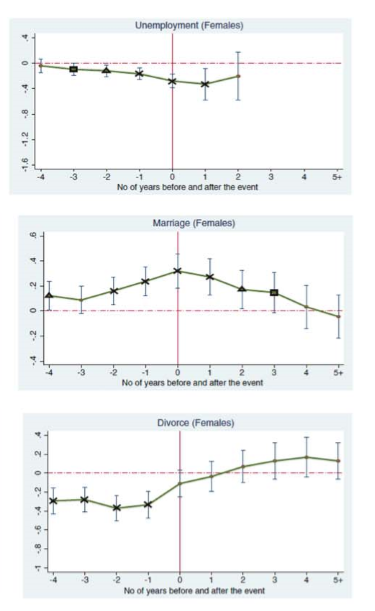 Unemployment (Females)
.4
0
-.4
-.8
-1.2
-1.6
-4 -3 -2 -1 0 1 2 3 4 5+
No of years before and after the event
Marriage (Females)
.6
.4
.2
0
-.2
-.4
-4 -3 -2 -1 0 1 2 3 4 5+
No of years before and after the event
Divorce (Females)
.4
.2
0
-.2
-.4
-.6
-.8
-1
-4 -3 -2 -1 0 1 2 3 4 5+
No of years before and after the event